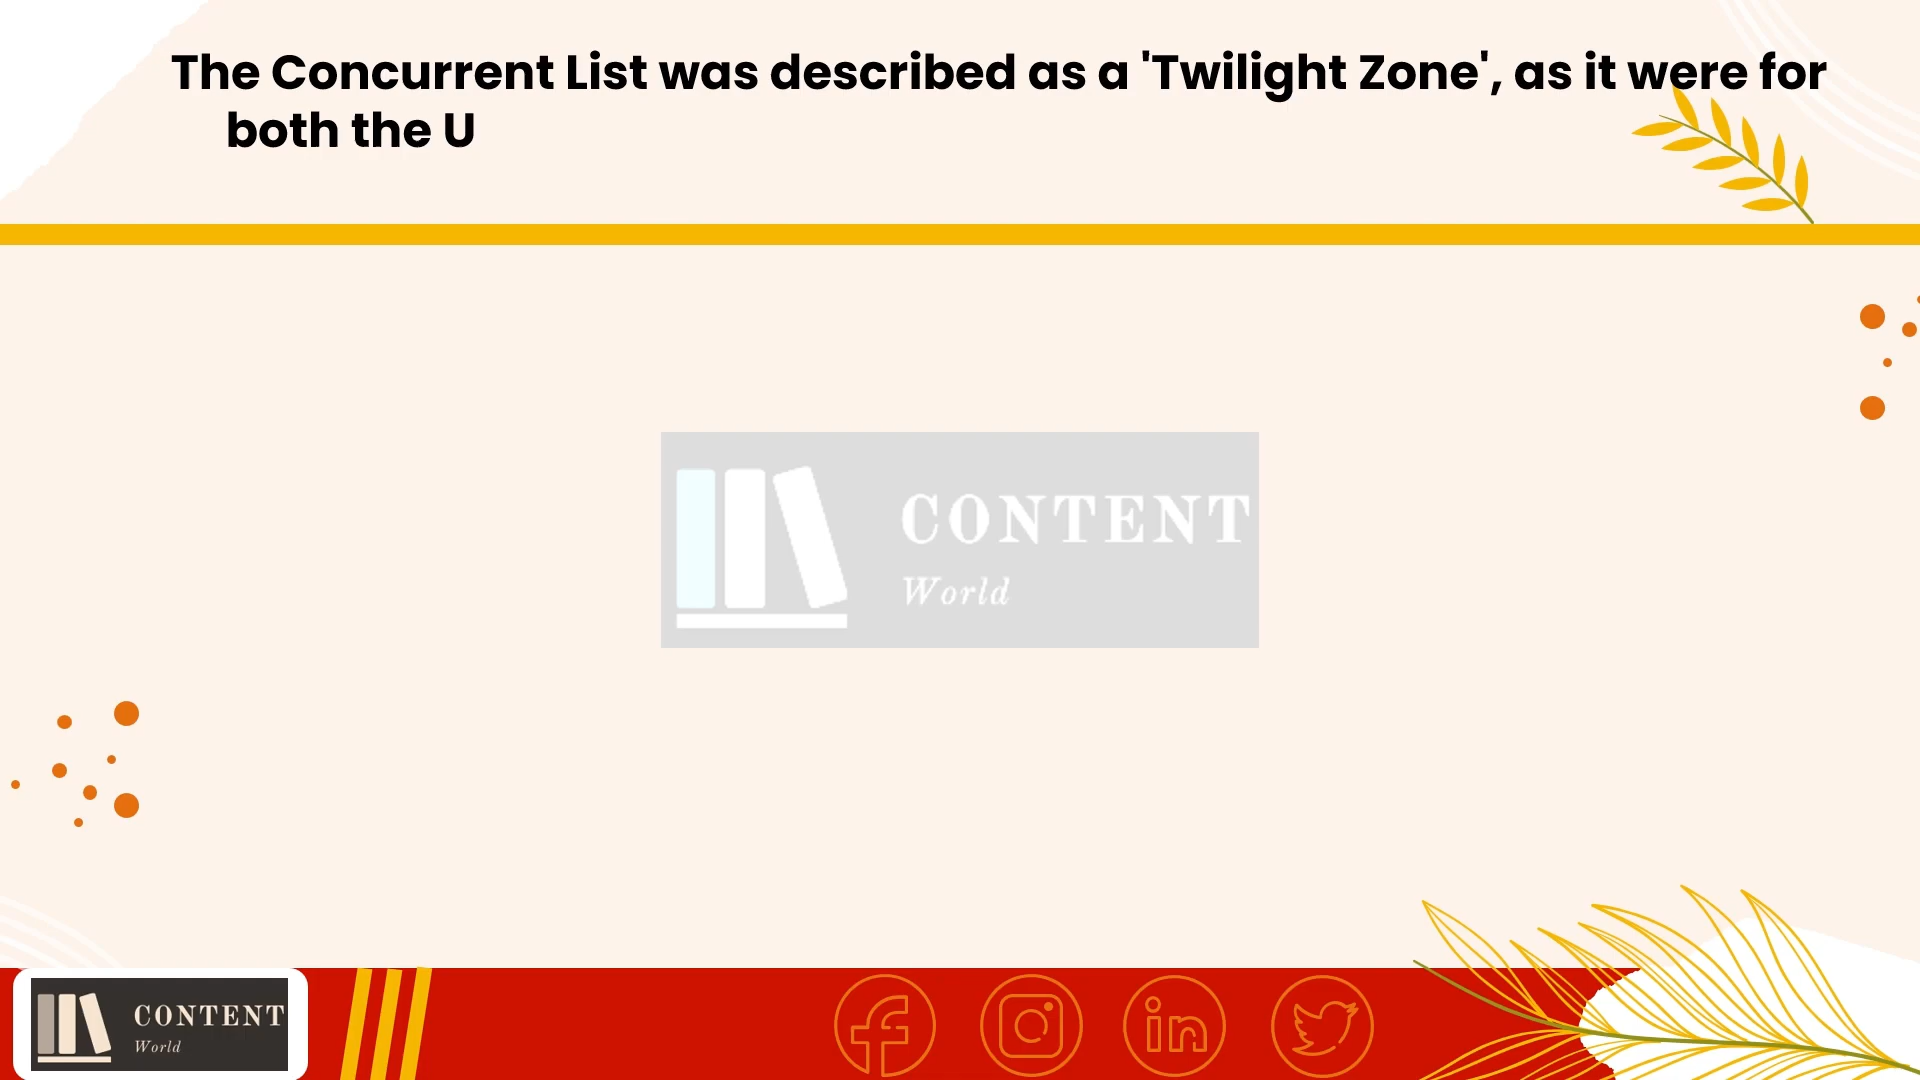 The Concurrent List was described as a 'Twilight Zone', as it were for
both the U
CONTENT
World
CONTENT
World